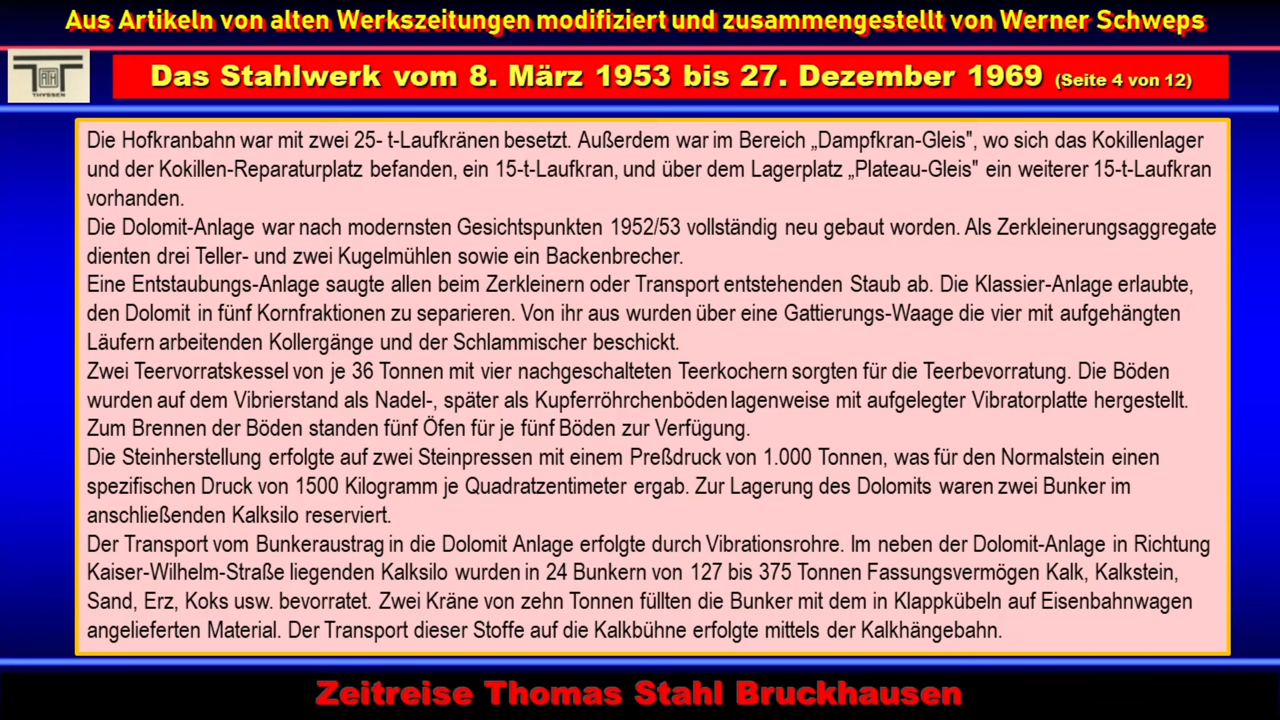 Aus Artikeln von alten Werkszeitungen modifiziert und zusammengestellt von Werner Schweps
ATH
THYSSEN
Das Stahlwerk vom 8. März 1953 bis 27. Dezember 1969 (Seite 4 von 12)
Die Hofkranbahn war mit zwei 25- t-Laufkränen besetzt. Außerdem war im Bereich „Dampfkran-Gleis", wo sich das Kokillenlager
und der Kokillen-Reparaturplatz befanden, ein 15-t-Laufkran, und über dem Lagerplatz „Plateau-Gleis" ein weiterer 15-t-Laufkran
vorhanden.
Die Dolomit-Anlage war nach modernsten Gesichtspunkten 1952/53 vollständig neu gebaut worden. Als Zerkleinerungsaggregate
dienten drei Teller- und zwei Kugelmühlen sowie ein Backenbrecher.
Eine Entstaubungs-Anlage saugte allen beim Zerkleinern oder Transport entstehenden Staub ab. Die Klassier-Anlage erlaubte,
den Dolomit in fünf Kornfraktionen zu separieren. Von ihr aus wurden über eine Gattierungs-Waage die vier mit aufgehängten
Läufern arbeitenden Kollergänge und der Schlammischer beschickt.
Zwei Teervorratskessel von je 36 Tonnen mit vier nachgeschalteten Teerkochern sorgten für die Teerbevorratung. Die Böden
wurden auf dem Vibrierstand als Nadel-, später als Kupferröhrchenböden lagenweise mit aufgelegter Vibratorplatte hergestellt.
Zum Brennen der Böden standen fünf Öfen für je fünf Böden zur Verfügung.
Die Steinherstellung erfolgte auf zwei Steinpressen mit einem Preßdruck von 1.000 Tonnen, was für den Normalstein einen
spezifischen Druck von 1500 Kilogramm je Quadratzentimeter ergab. Zur Lagerung des Dolomits waren zwei Bunker im
anschließenden Kalksilo reserviert.
Der Transport vom Bunkeraustrag in die Dolomit Anlage erfolgte durch Vibrationsrohre. Im neben der Dolomit-Anlage in Richtung
Kaiser-Wilhelm-Straße liegenden Kalksilo wurden in 24 Bunkern von 127 bis 375 Tonnen Fassungsvermögen Kalk, Kalkstein,
Sand, Erz, Koks usw. bevorratet. Zwei Kräne von zehn Tonnen füllten die Bunker mit dem in Klappkübeln auf Eisenbahnwagen
angelieferten Material. Der Transport dieser Stoffe auf die Kalkbühne erfolgte mittels der Kalkhängebahn.
Zeitreise Thomas Stahl Bruckhausen